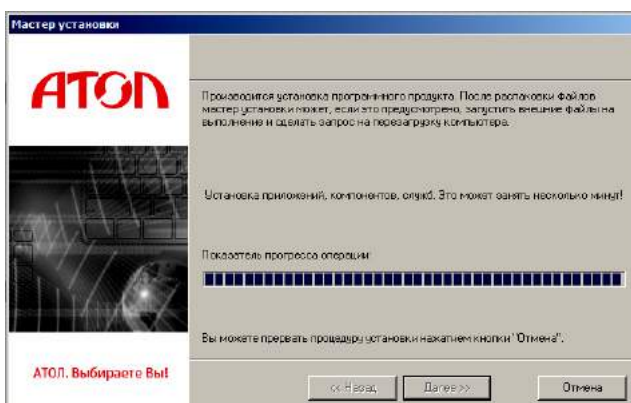 Мастер установки
АТОЛ
Производится установка программного продукта. После распаковки файлов
мастер установки может, если это предусмотрено, запустить внешние файлы на
выполнение и сделать запрос на перезагрузку компьютера.
Установка приложений, компонентов, служб. Это может занять несколько минут!
Показатель прогресса операции:
Вы можете прервать процедуру установки нажатием кнопки "Отмена".
АТОЛ. Выбираете Вы!
<< Назад
Далее >>
Отмена